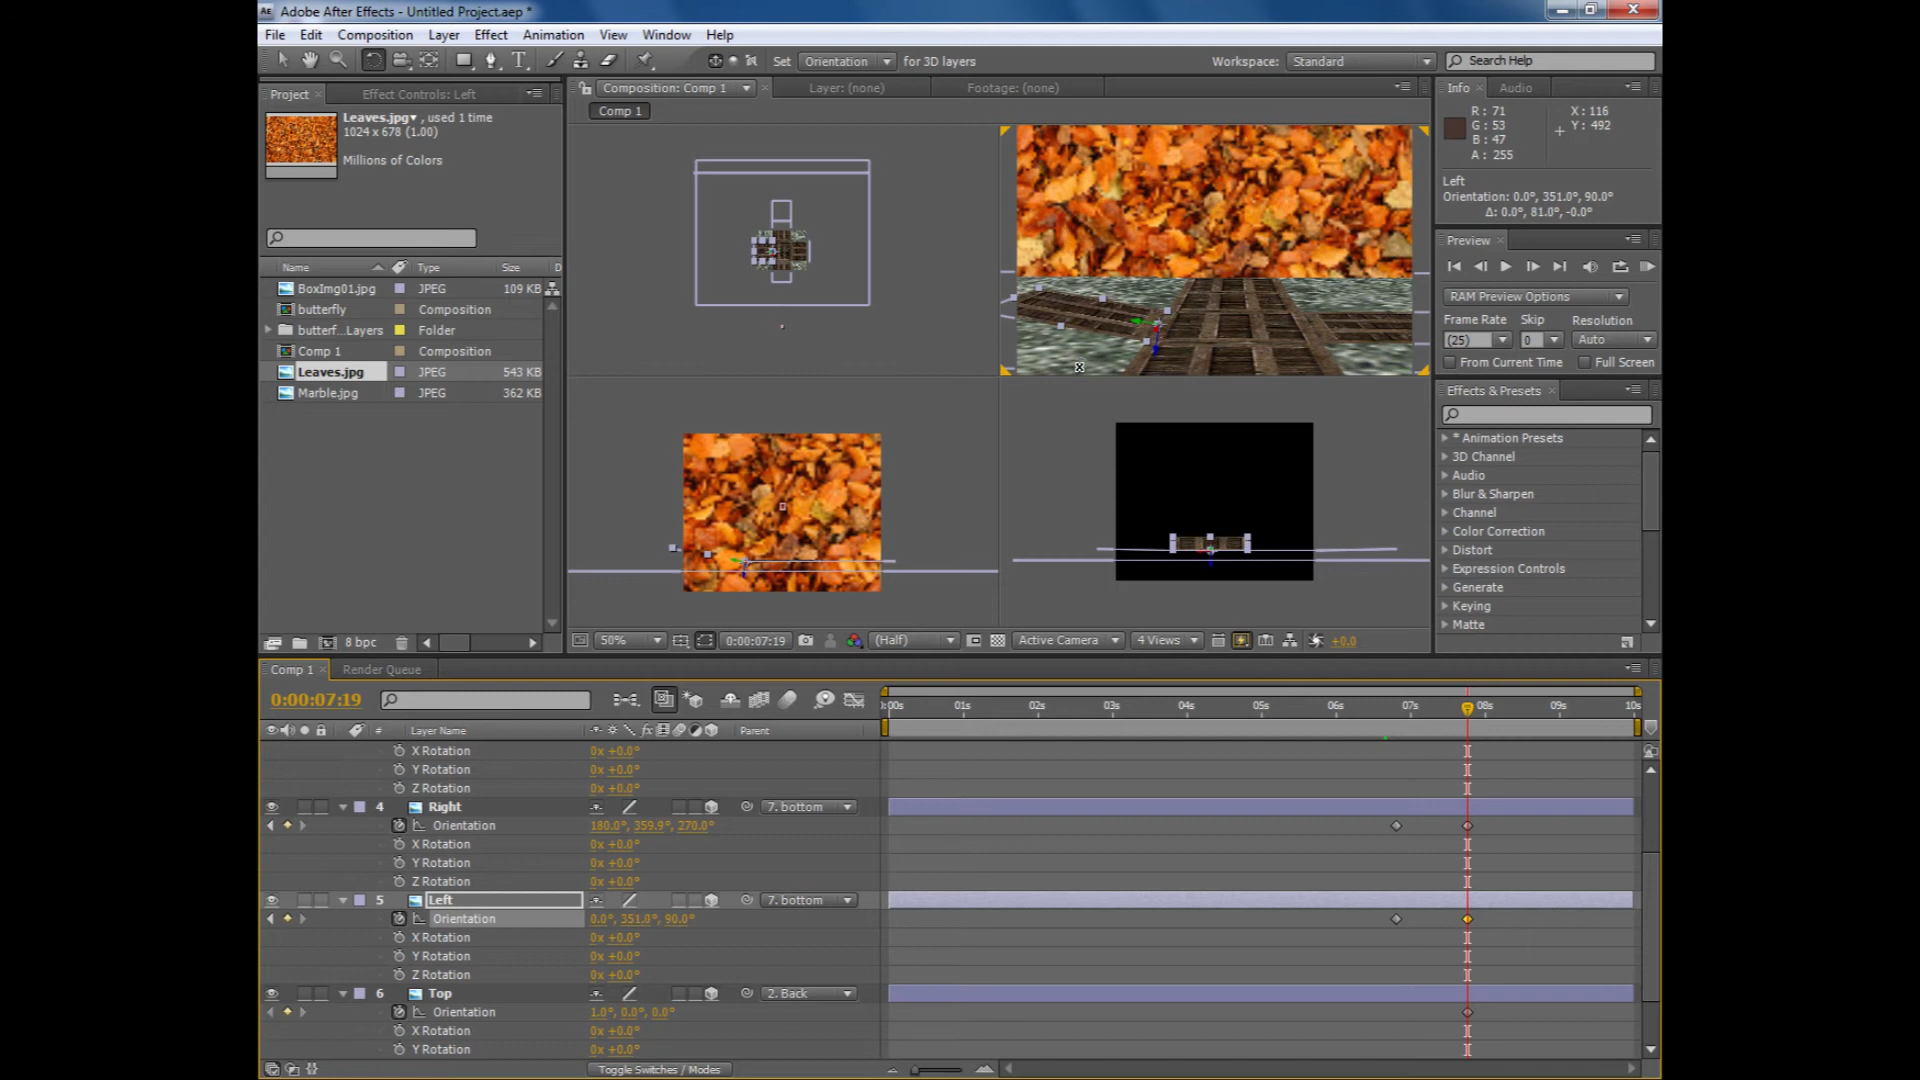 Adobe After Effects - Untitled Project.aep *
File Edit Composition Layer Effect Animation View Window Help
Set Orientation for 3D layers Workspace: Standard Search Help
Project Effect Controls: Left
Leaves.jpg , used 1 time
1024 x 678 (1.00)
Millions of Colors
Name Type Size D
BoxImg01.jpg JPEG 109 KB
butterfly Composition
butterf...Layers Folder
Comp 1 Composition
Leaves.jpg JPEG 543 KB
Marble.jpg JPEG 362 KB
8 bpc
Composition: Comp 1 Layer: (none) Footage: (none)
Comp 1
50% 0:00:07:19 (Half) Active Camera 4 Views +0.0
Info Audio
R: 71 X: 116
G: 53 Y: 492
B: 47
A: 255
Left
Orientation: 0.0°, 351.0°, 90.0°
Δ: 0.0°, 81.0°, -0.0°
Preview
RAM Preview Options
Frame Rate Skip Resolution
(25) 0 Auto
From Current Time Full Screen
Effects & Presets
* Animation Presets
3D Channel
Audio
Blur & Sharpen
Channel
Color Correction
Distort
Expression Controls
Generate
Keying
Matte
Comp 1 Render Queue
0:00:07:19
# Layer Name Parent
:00s 01s 02s 03s 04s 05s 06s 07s 08s 09s 10s
X Rotation 0x +0.0°
Y Rotation 0x +0.0°
Z Rotation 0x +0.0°
4 Right 7. bottom
Orientation 180.0°, 359.9°, 270.0°
X Rotation 0x +0.0°
Y Rotation 0x +0.0°
Z Rotation 0x +0.0°
5 Left 7. bottom
Orientation 0.0°, 351.0°, 90.0°
X Rotation 0x +0.0°
Y Rotation 0x +0.0°
Z Rotation 0x +0.0°
6 Top 2. Back
Orientation 1.0°, 0.0°, 0.0°
X Rotation 0x +0.0°
Y Rotation 0x +0.0°
Toggle Switches / Modes